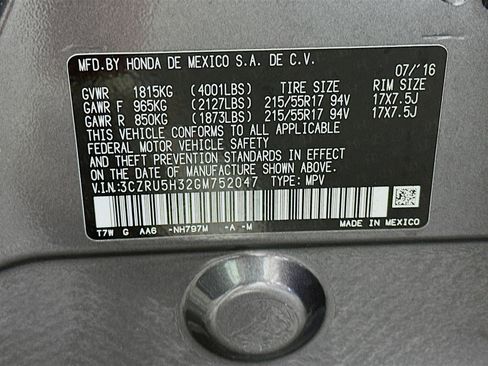 MFD.BY HONDA DE MEXICO S.A. DE C.V. 07/'16
GVWR 1815KG (4001LBS) TIRE SIZE RIM SIZE
GAWR F 965KG (2127LBS) 215/55R17 94V 17X7.5J
GAWR R 850KG (1873LBS) 215/55R17 94V 17X7.5J
THIS VEHICLE CONFORMS TO ALL APPLICABLE
FEDERAL MOTOR VEHICLE SAFETY
AND THEFT PREVENTION STANDARDS IN EFFECT
ON THE DATE OF MANUFACTURE SHOWN ABOVE.
V.I.N:3CZRU5H32GM752047 TYPE: MPV
T7W G AA6 -NH797M -A -M MADE IN MEXICO